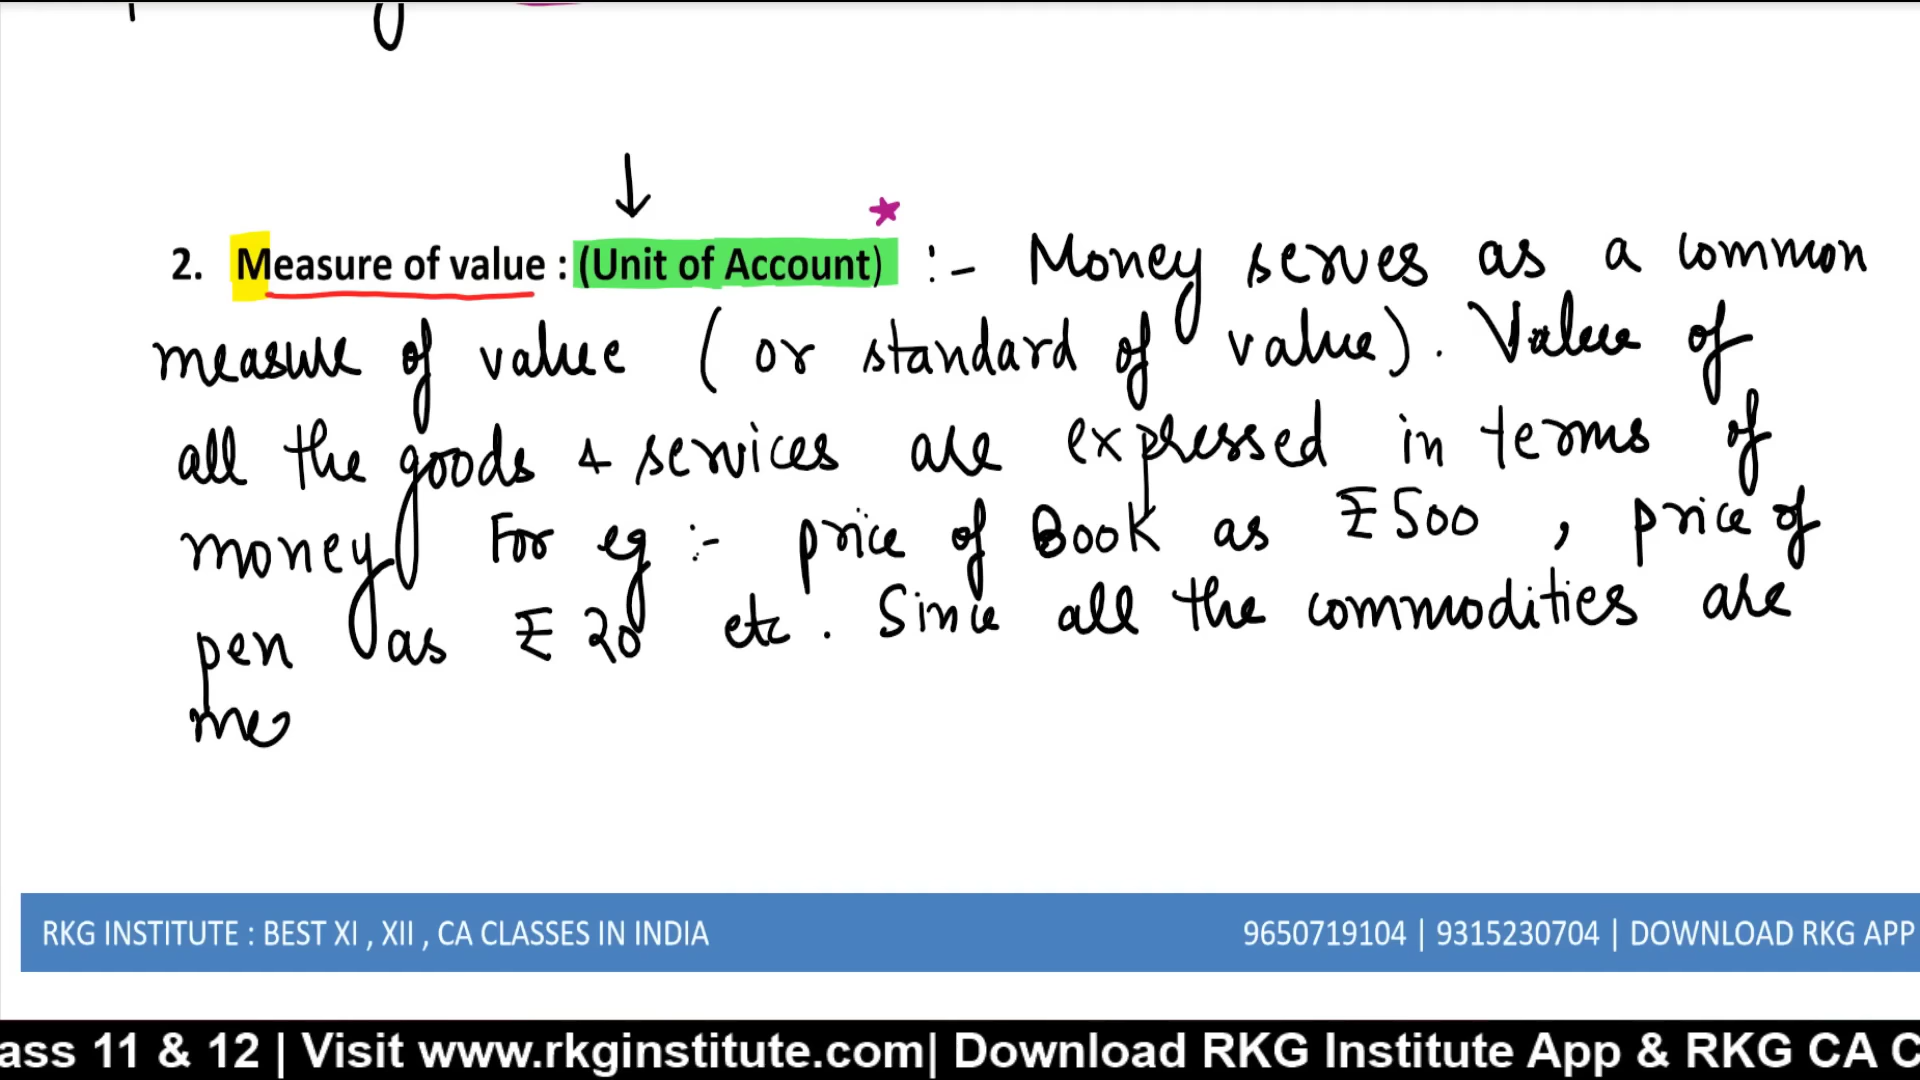 2. Measure of value : (Unit of Account) :- Money serves as a common
measure of value ( or standard of value). Value of
all the goods & services are expressed in terms of
money For eg :- price of Book as ₹500 , price of
pen as ₹ 20 etc . Since all the commodities are
me
RKG INSTITUTE : BEST XI , XII , CA CLASSES IN INDIA 9650719104 | 9315230704 | DOWNLOAD RKG APP
ass 11 & 12 | Visit www.rkginstitute.com| Download RKG Institute App & RKG CA C